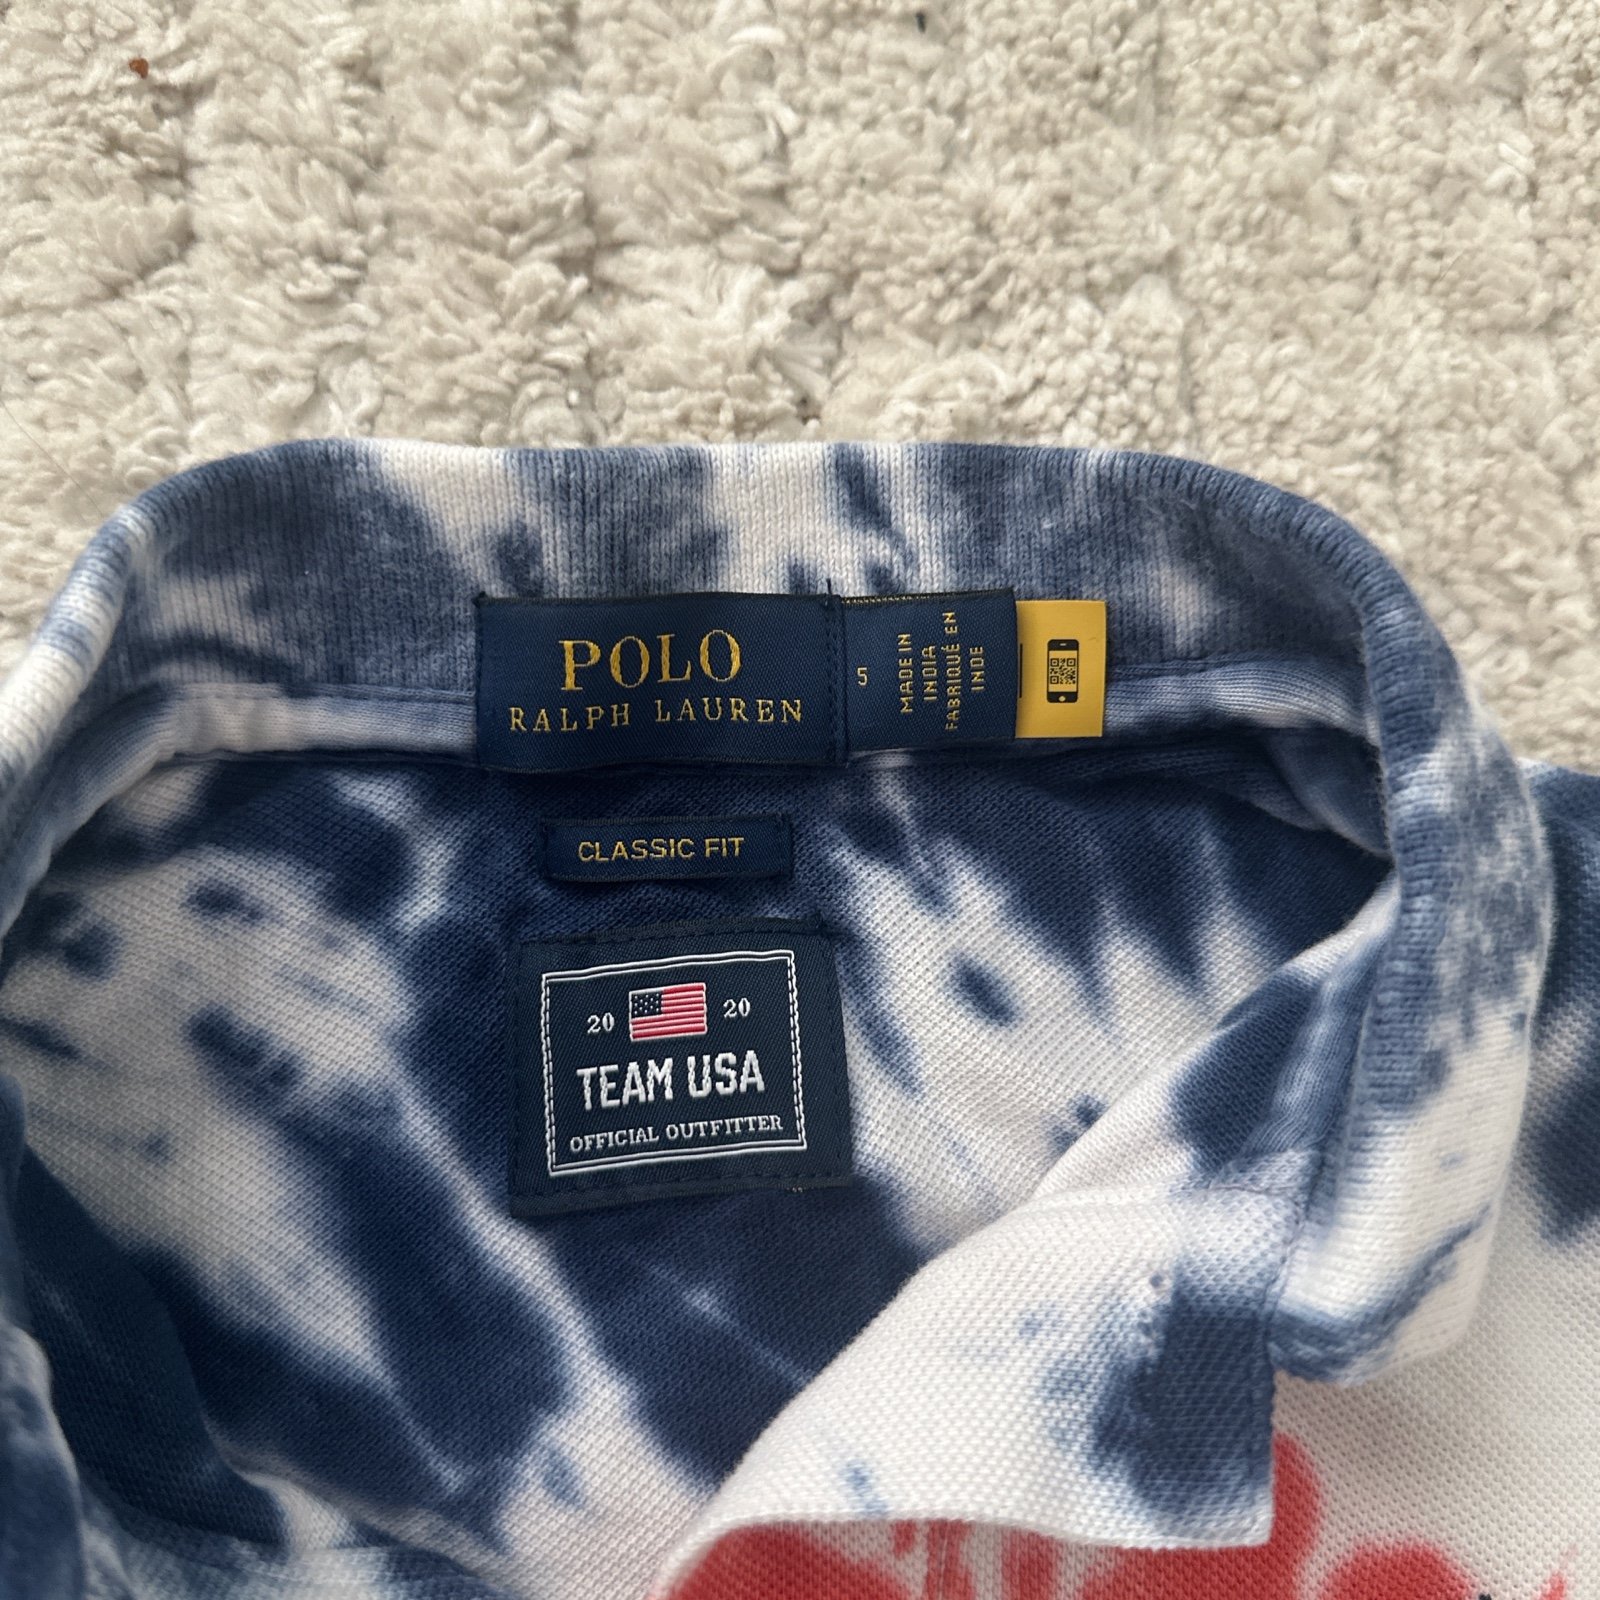 POLO
RALPH LAUREN
5
MADE IN
INDIA
FABRIQUÉ EN
INDE
CLASSIC FIT
20 20
TEAM USA
OFFICIAL OUTFITTER